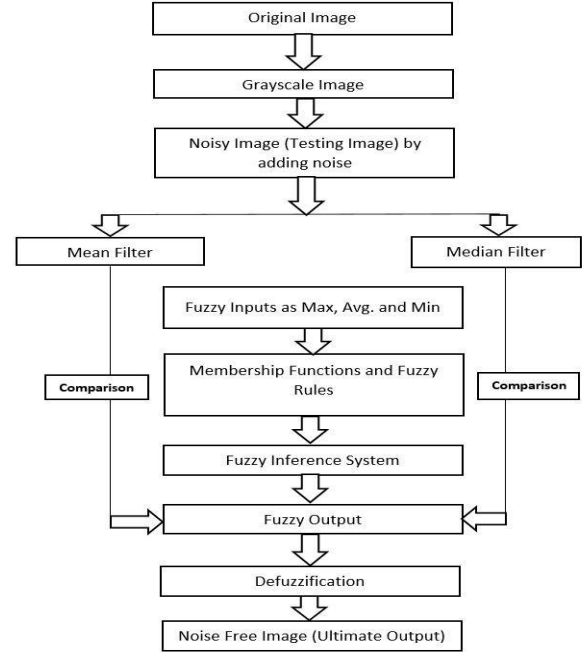 Original Image
Grayscale Image
Noisy Image (Testing Image) by
adding noise
Mean Filter
Median Filter
Fuzzy Inputs as Max, Avg. and Min
Membership Functions and Fuzzy
Rules
Comparison
Comparison
Fuzzy Inference System
Fuzzy Output
Defuzzification
Noise Free Image (Ultimate Output)